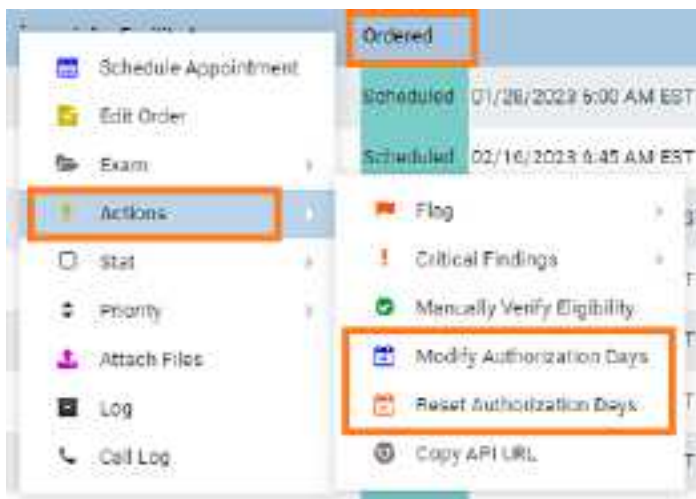 Ordered
Scheduled 01/26/2023 6:00 AM EST
Scheduled 02/16/2023 6:45 AM EST
Schedule Appointment
Edit Order
Exam
Actions
Stat
Priority
Attach Files
Log
Call Log
Flag
Critical Findings
Manually Verify Eligibility
Modify Authorization Days
Reset Authorization Days
Copy API URL